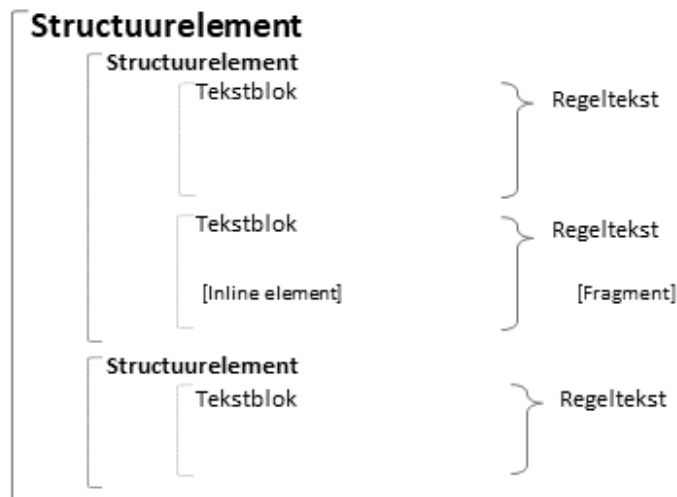 Structuurelement
Structuurelement
Tekstblok Regeltekst
Tekstblok Regeltekst
[Inline element] [Fragment]
Structuurelement
Tekstblok Regeltekst